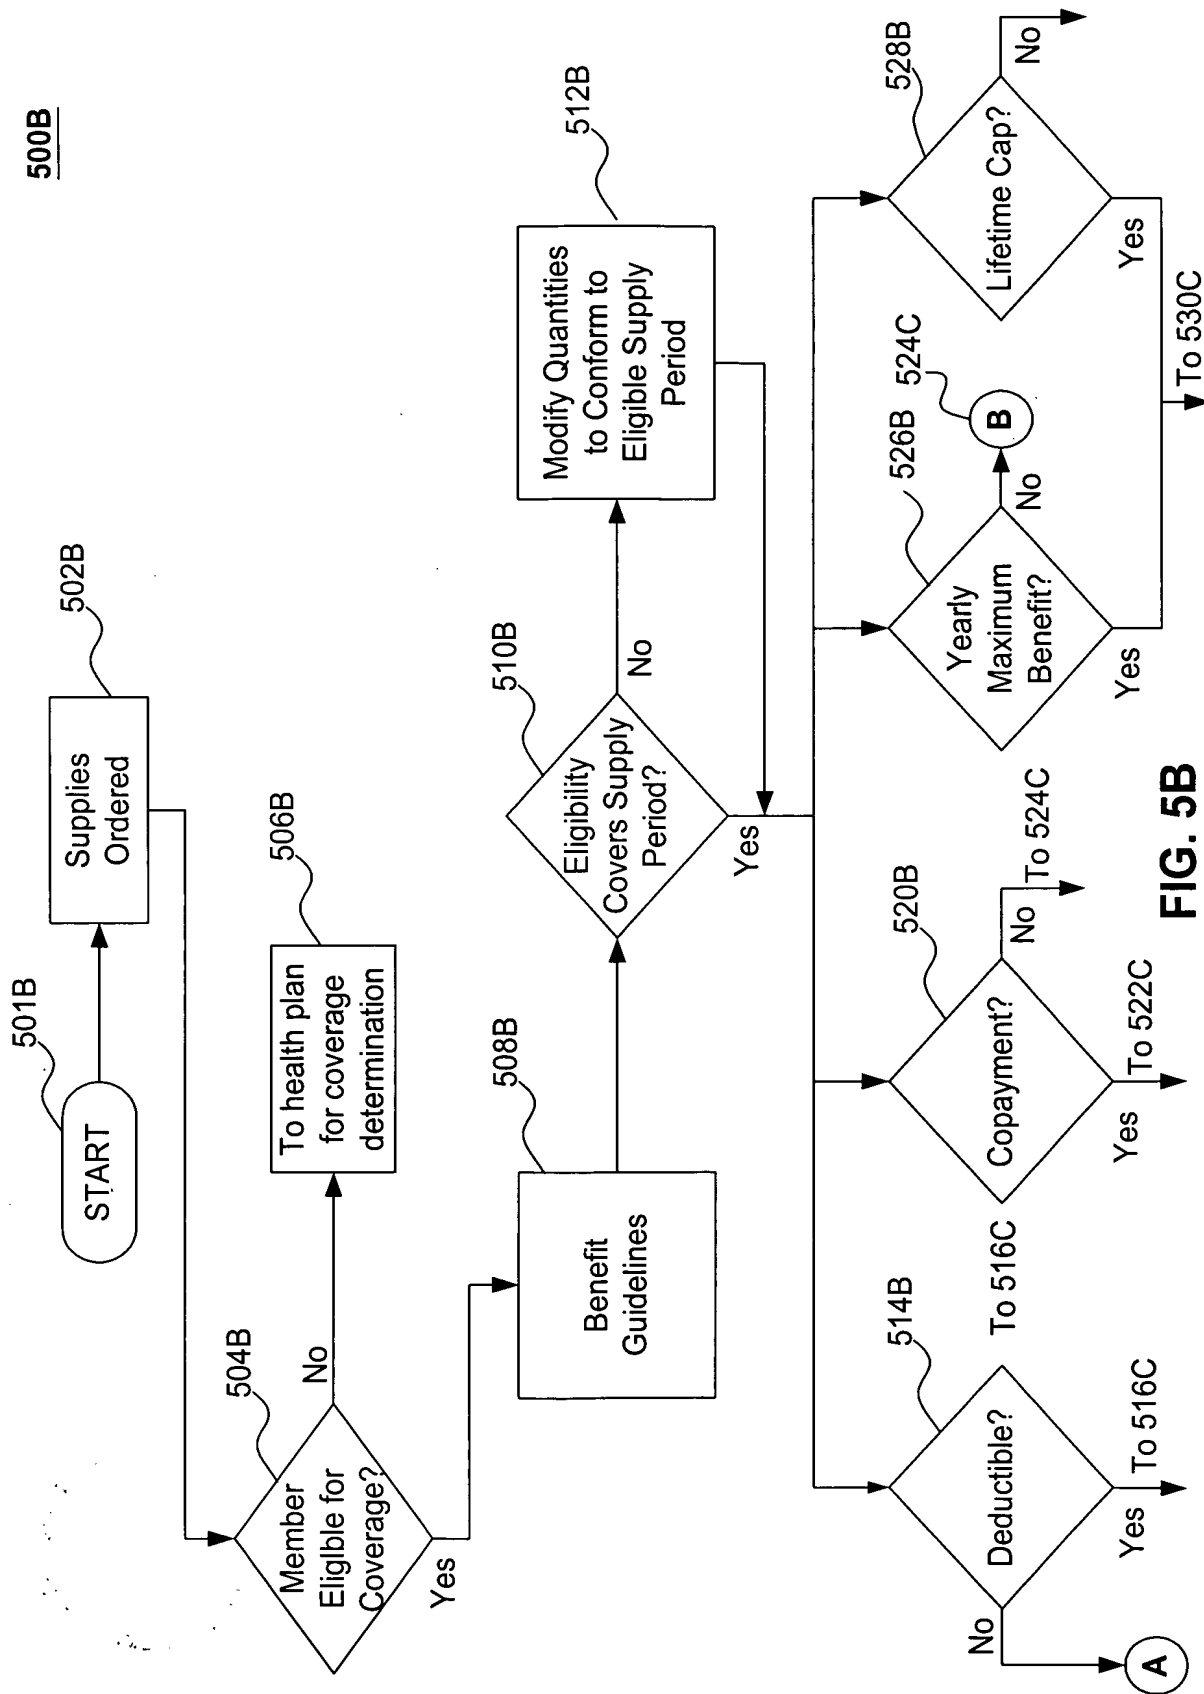 500B
501B
START
502B
Supplies
Ordered
504B
Member
Eliglble for
Coverage?
No
Yes
506B
To health plan
for coverage
determination
508B
Benefit
Guidelines
510B
Eligibility
Covers Supply
Period?
No
Yes
512B
Modify Quantities
to Conform to
Eligible Supply
Period
514B
Deductible?
No
A
Yes
To 516C
To 516C
520B
Copayment?
No
To 524C
Yes
To 522C
526B
Yearly
Maximum
Benefit?
No
B
524C
Yes
528B
Lifetime Cap?
No
Yes
To 530C
FIG. 5B